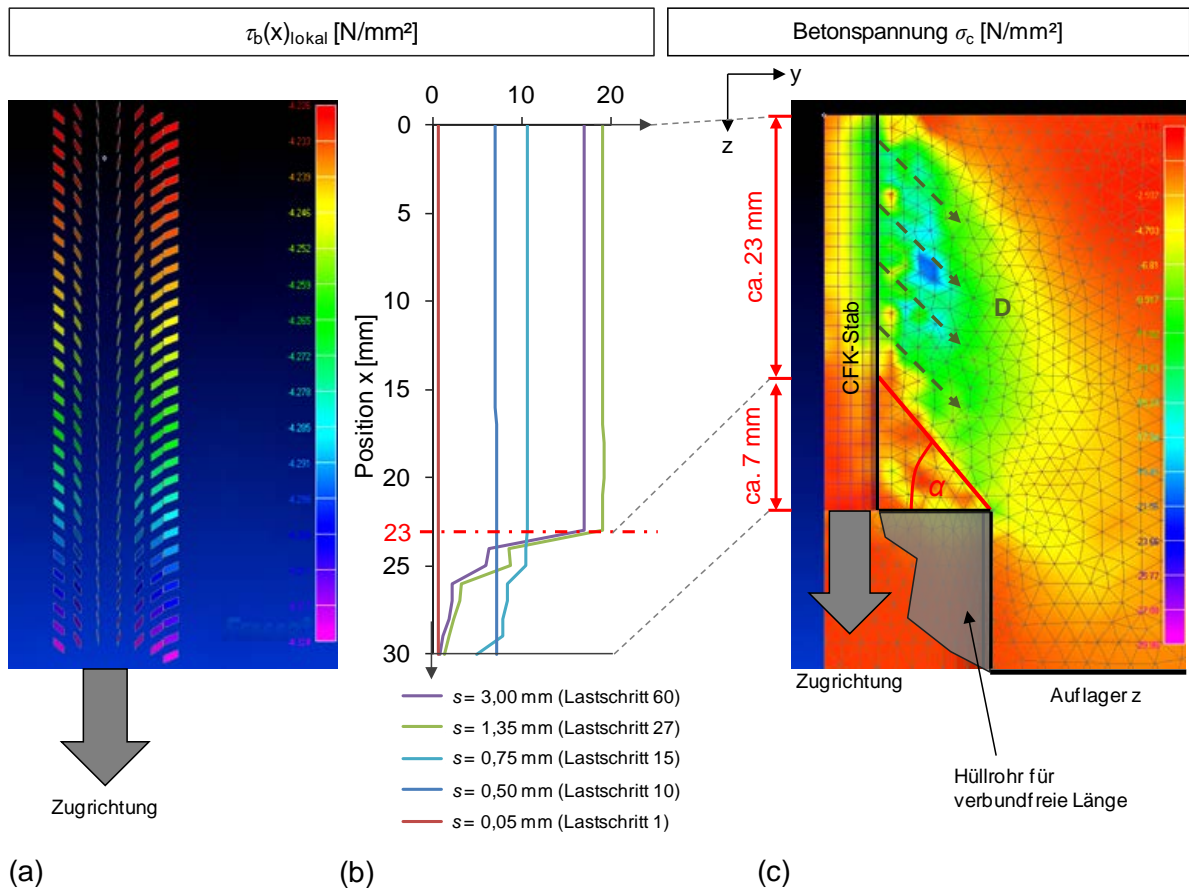 τb(x)lokal [N/mm²]
Betonspannung σc [N/mm²]
0 10 20
y
z
0
5
10
15
20
23
25
30
Position x [mm]
ca. 23 mm
ca. 7 mm
CFK-Stab
D
α
s = 3,00 mm (Lastschritt 60)
s = 1,35 mm (Lastschritt 27)
s = 0,75 mm (Lastschritt 15)
s = 0,50 mm (Lastschritt 10)
s = 0,05 mm (Lastschritt 1)
Zugrichtung
Zugrichtung
Auflager z
Hüllrohr für
verbundfreie Länge
(a)
(b)
(c)